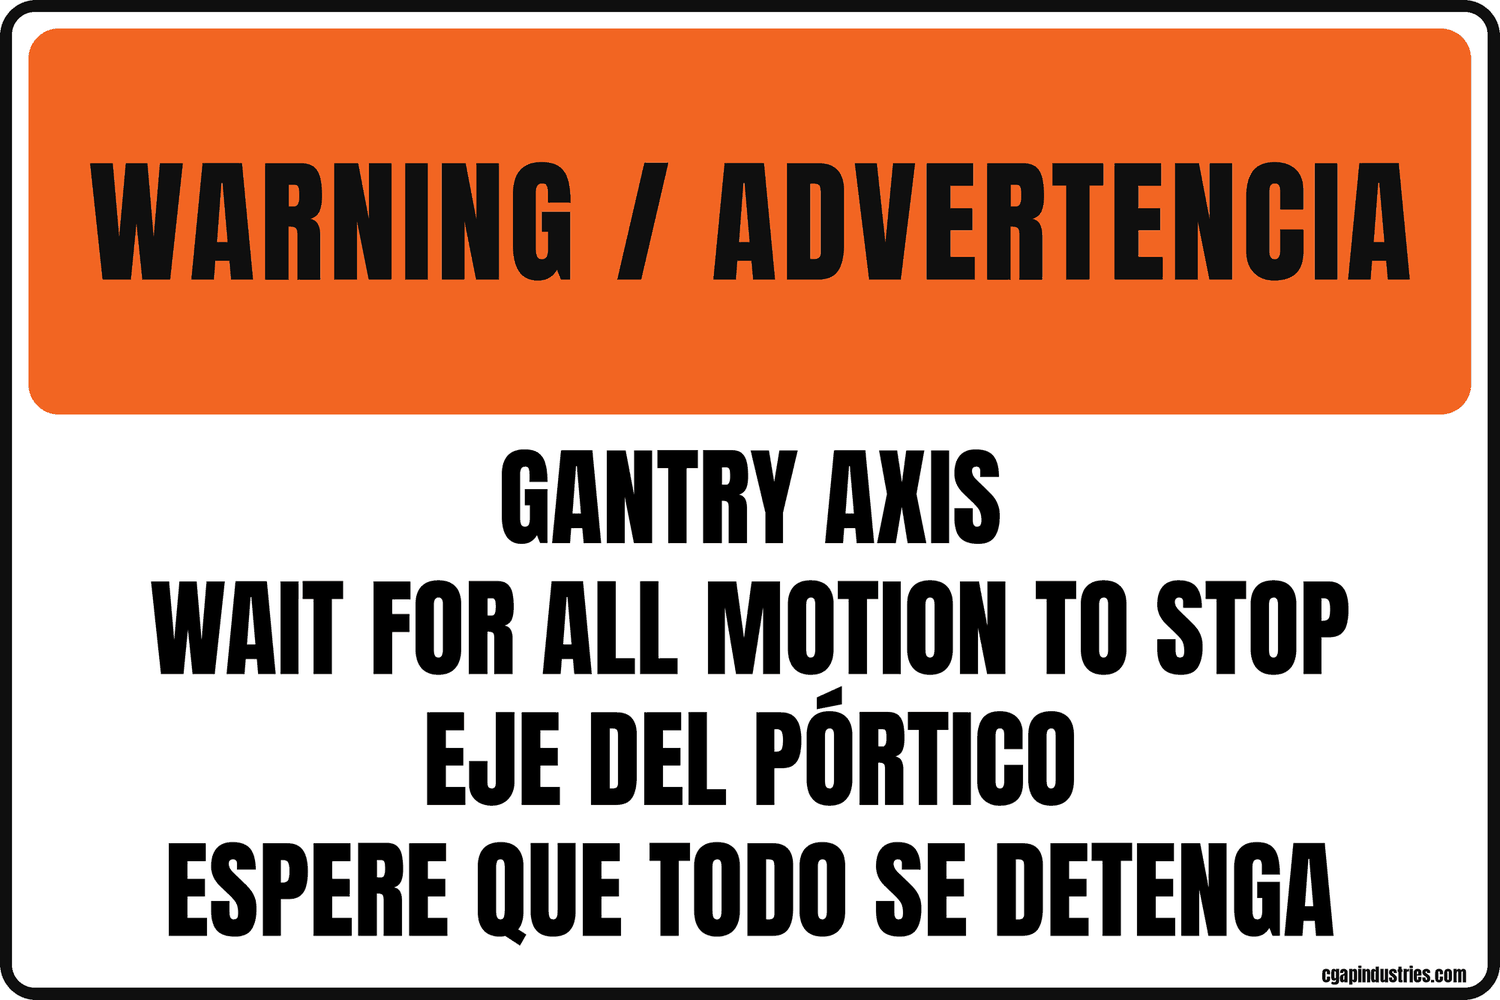 WARNING / ADVERTENCIA
GANTRY AXIS
WAIT FOR ALL MOTION TO STOP
EJE DEL PÓRTICO
ESPERE QUE TODO SE DETENGA
cgapindustries.com